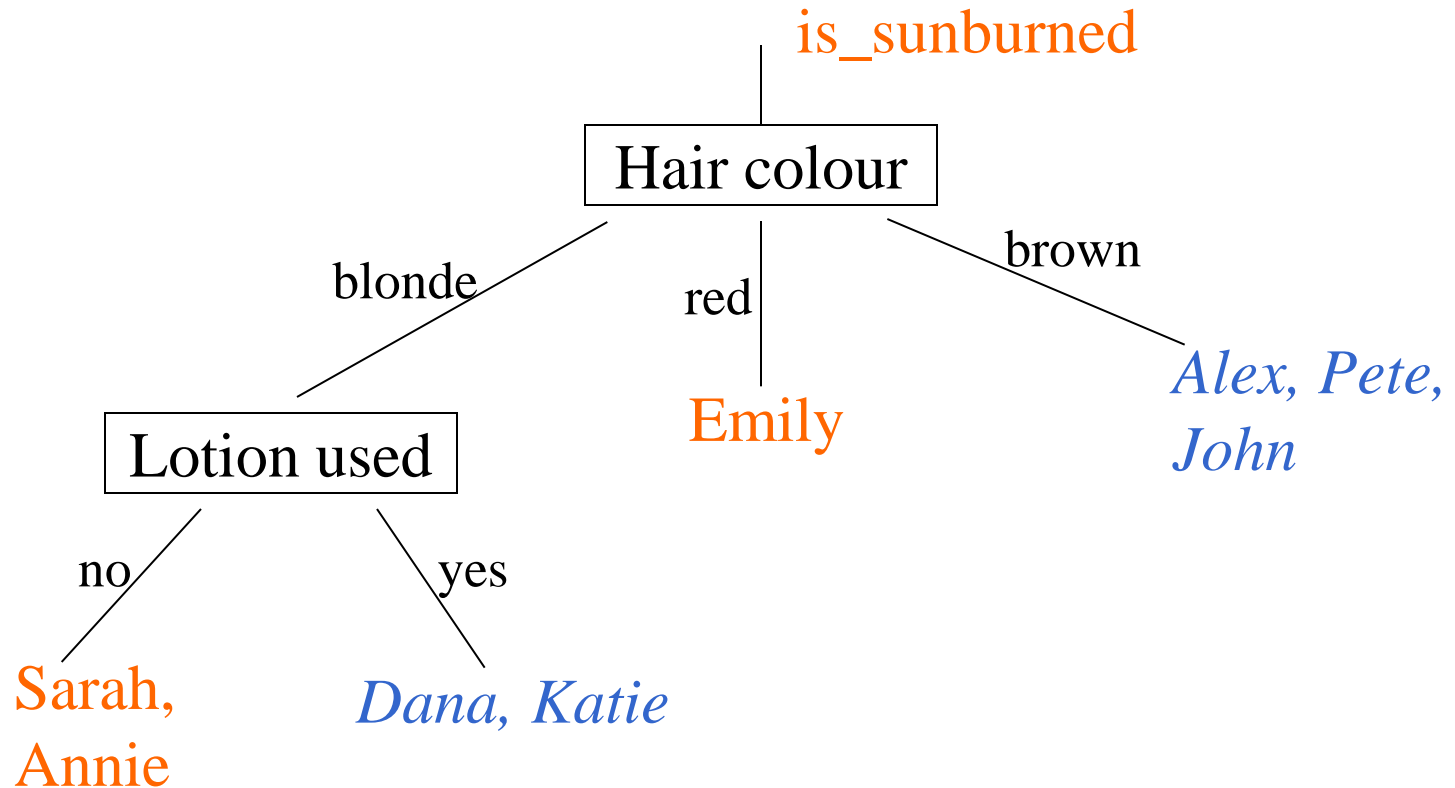 is_sunburned
Hair colour
blonde
red
brown
Alex, Pete,
John
Emily
Lotion used
no
yes
Sarah,
Annie
Dana, Katie